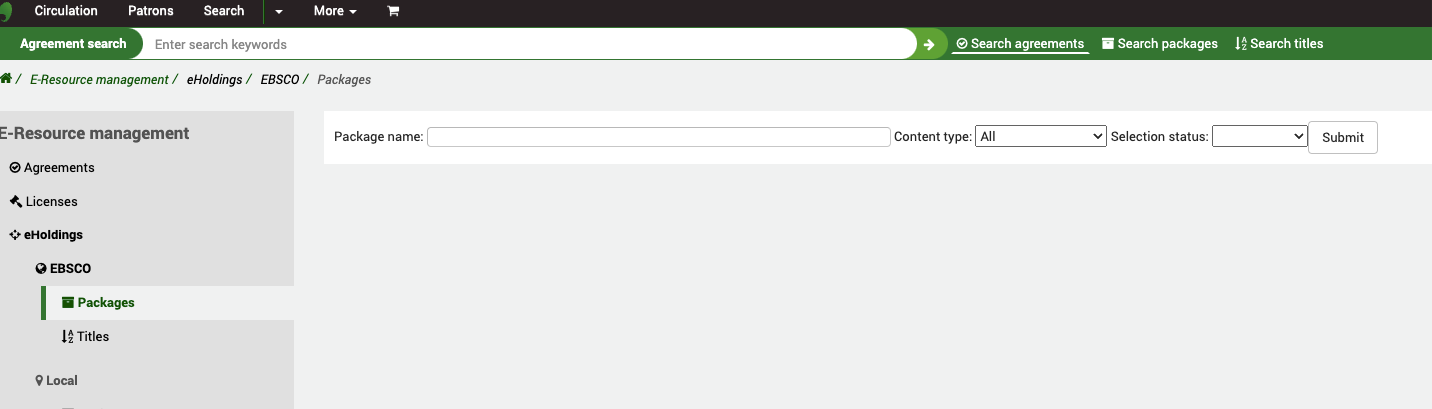 Circulation Patrons Search More
Agreement search Enter search keywords Search agreements Search packages Search titles
/ E-Resource management / eHoldings / EBSCO / Packages
E-Resource management
Package name: Content type: All Selection status: Submit
Agreements
Licenses
eHoldings
EBSCO
Packages
Titles
Local